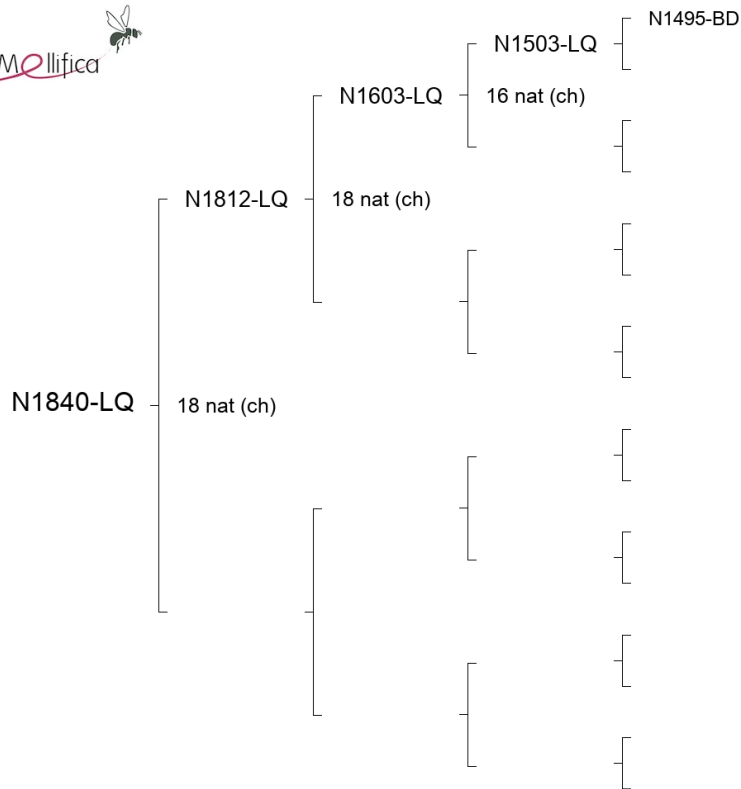 Mellifica
N1495-BD
N1503-LQ
N1603-LQ
16 nat (ch)
N1812-LQ
18 nat (ch)
N1840-LQ
18 nat (ch)